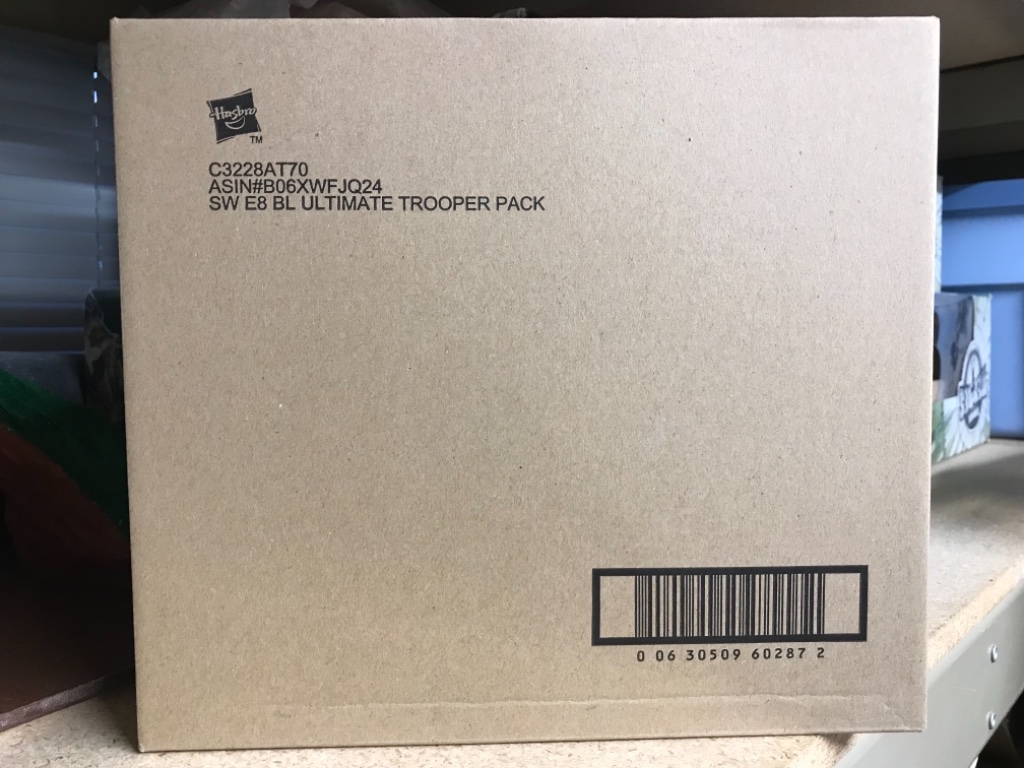 Hasbro
TM
C3228AT70
ASIN#B06XWFJQ24
SW E8 BL ULTIMATE TROOPER PACK
0 06 30509 60287 2